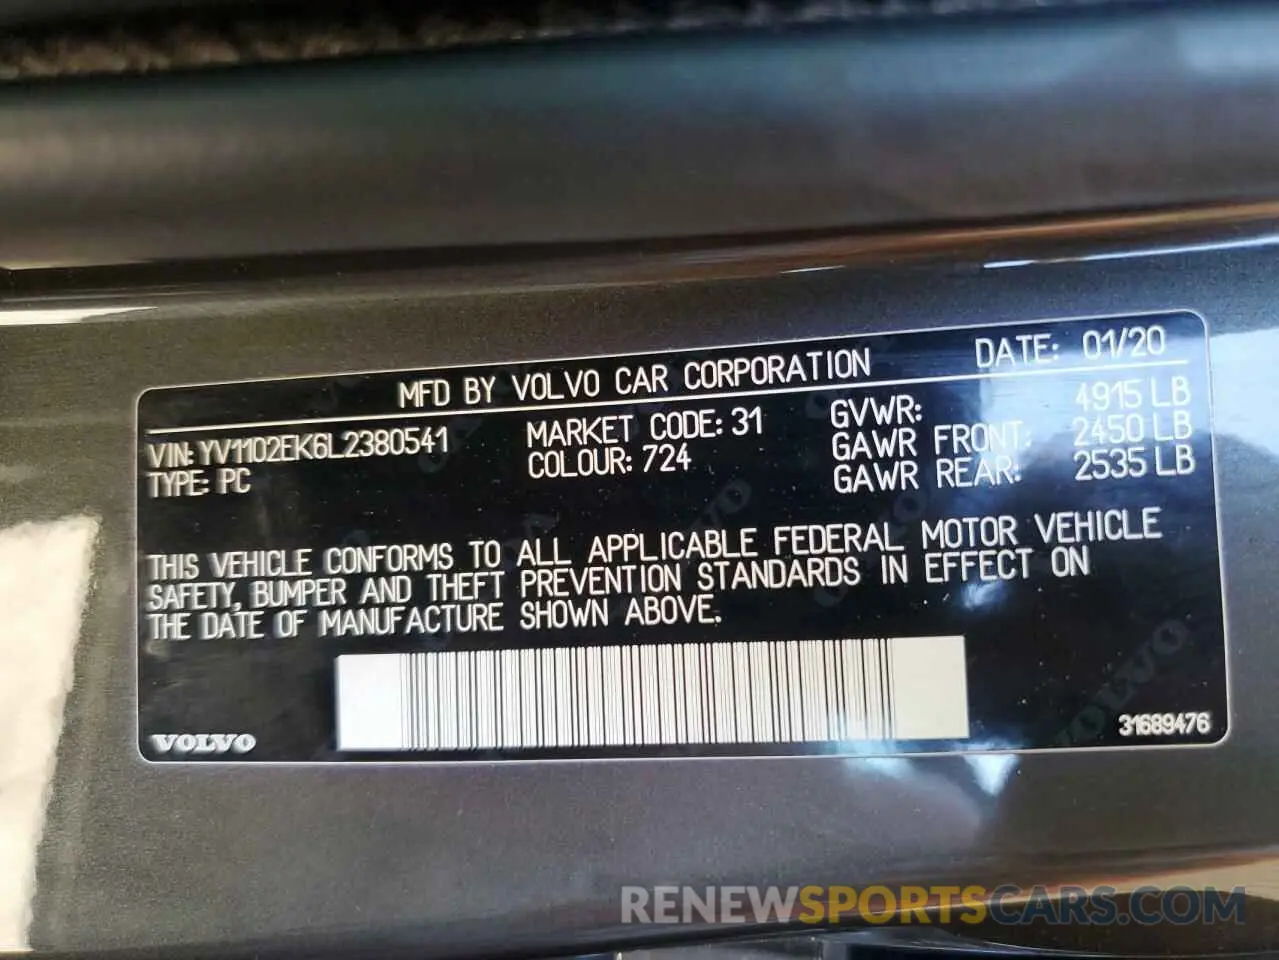 MFD BY VOLVO CAR CORPORATION DATE: 01/20
VIN: YV1102EK6L2380541 MARKET CODE: 31 GVWR: 4915 LB
TYPE: PC COLOUR: 724 GAWR FRONT: 2450 LB
GAWR REAR: 2535 LB
THIS VEHICLE CONFORMS TO ALL APPLICABLE FEDERAL MOTOR VEHICLE
SAFETY, BUMPER AND THEFT PREVENTION STANDARDS IN EFFECT ON
THE DATE OF MANUFACTURE SHOWN ABOVE.
VOLVO
31689476
VOLVO
RENEWSPORTSCARS.COM